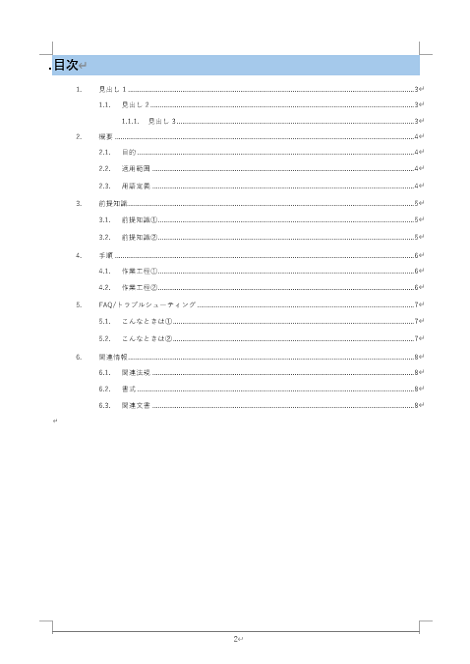 .目次↵
1. 見出し 1........3↵
1.1. 見出し 2........3↵
1.1.1. 見出し 3........3↵
2. 概要........4↵
2.1. 目的........4↵
2.2. 適用範囲........4↵
2.3. 用語定義........4↵
3. 前提知識........5↵
3.1. 前提知識①........5↵
3.2. 前提知識②........5↵
4. 手順........6↵
4.1. 作業工程①........6↵
4.2. 作業工程②........6↵
5. FAQ/トラブルシューティング........7↵
5.1. こんなときは①........7↵
5.2. こんなときは②........7↵
6. 関連情報........8↵
6.1. 関連法規........8↵
6.2. 書式........8↵
6.3. 関連文書........8↵
↵
2↵